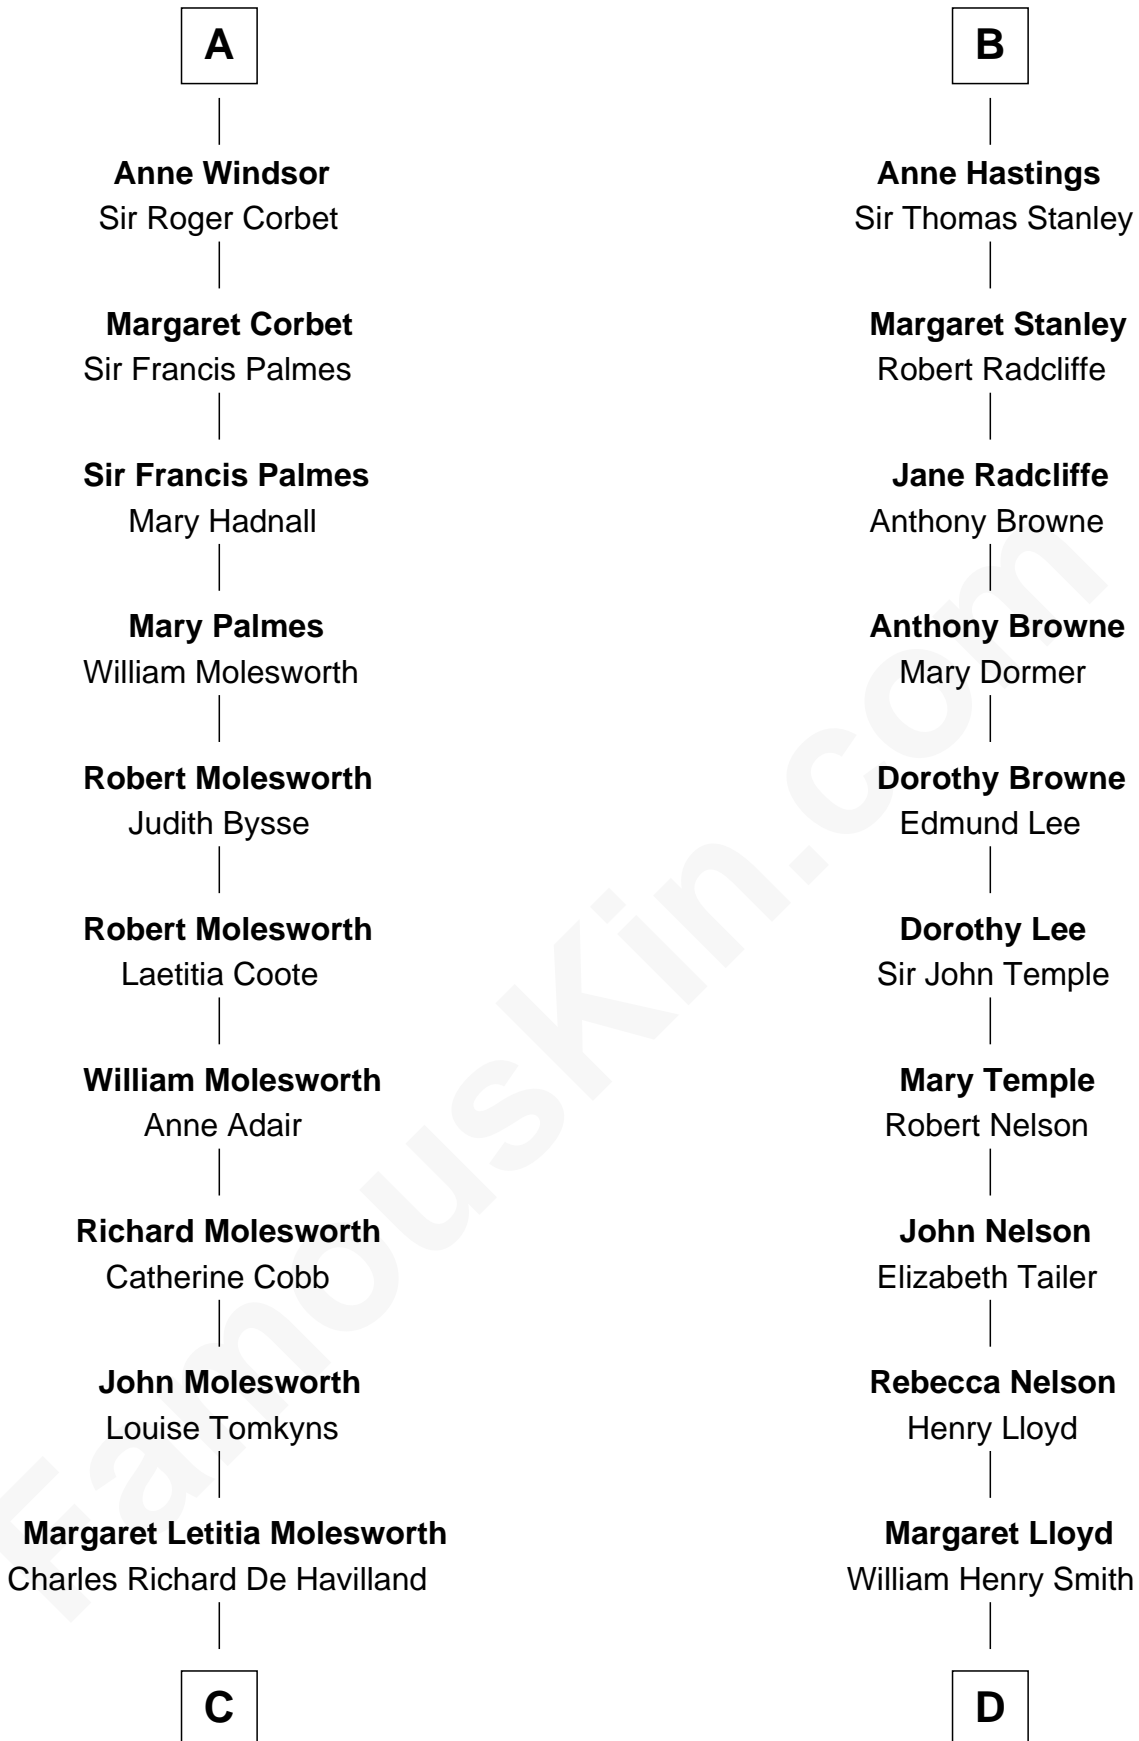 A
Anne Windsor
Sir Roger Corbet
Margaret Corbet
Sir Francis Palmes
Sir Francis Palmes
Mary Hadnall
Mary Palmes
William Molesworth
Robert Molesworth
Judith Bysse
Robert Molesworth
Laetitia Coote
William Molesworth
Anne Adair
Richard Molesworth
Catherine Cobb
John Molesworth
Louise Tomkyns
Margaret Letitia Molesworth
Charles Richard De Havilland
C
B
Anne Hastings
Sir Thomas Stanley
Margaret Stanley
Robert Radcliffe
Jane Radcliffe
Anthony Browne
Anthony Browne
Mary Dormer
Dorothy Browne
Edmund Lee
Dorothy Lee
Sir John Temple
Mary Temple
Robert Nelson
John Nelson
Elizabeth Tailer
Rebecca Nelson
Henry Lloyd
Margaret Lloyd
William Henry Smith
D
FamousKin.com